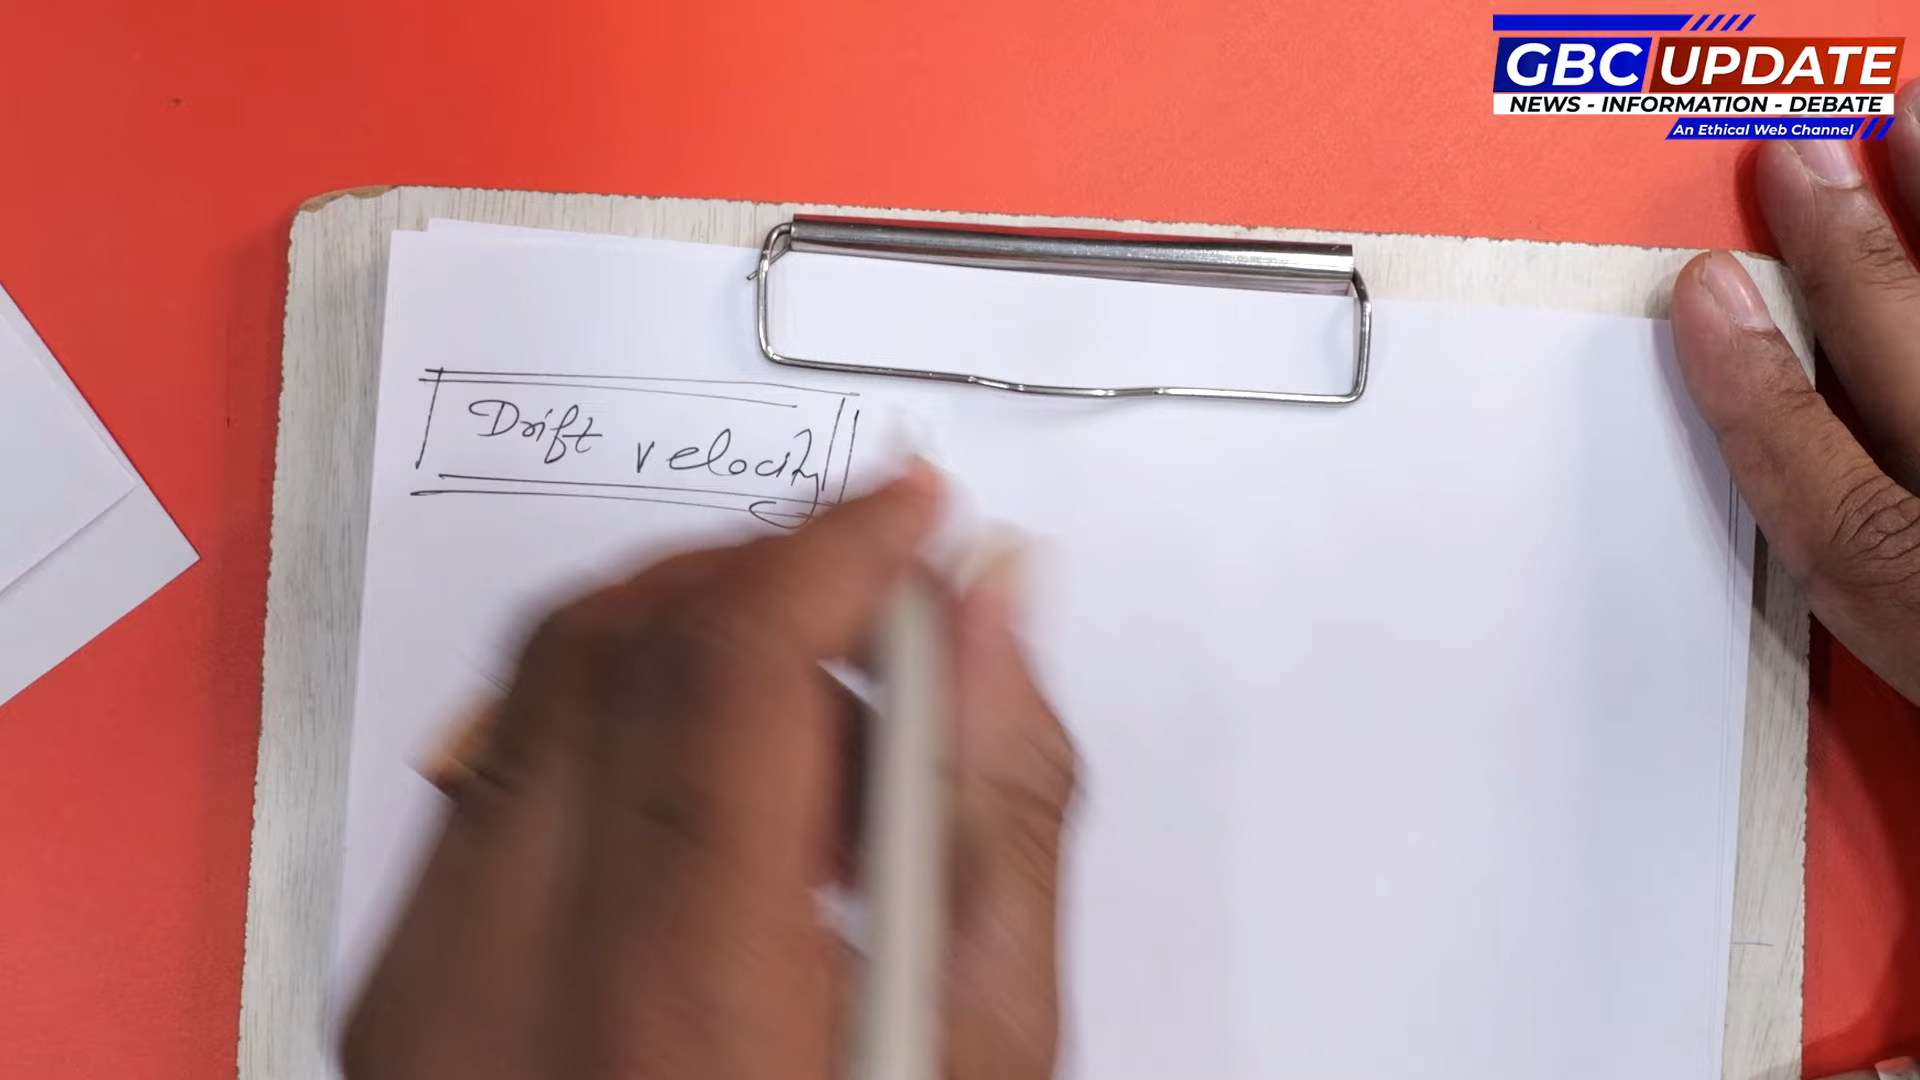 GBC UPDATE
NEWS - INFORMATION - DEBATE
An Ethical Web Channel
Drift velocity